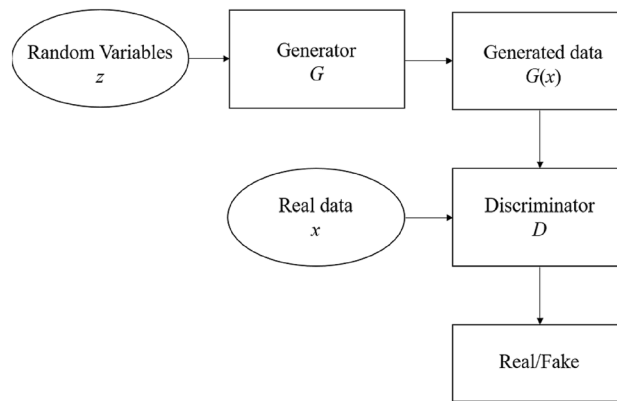 Random Variables
z
Generator
G
Generated data
G(x)
Real data
x
Discriminator
D
Real/Fake